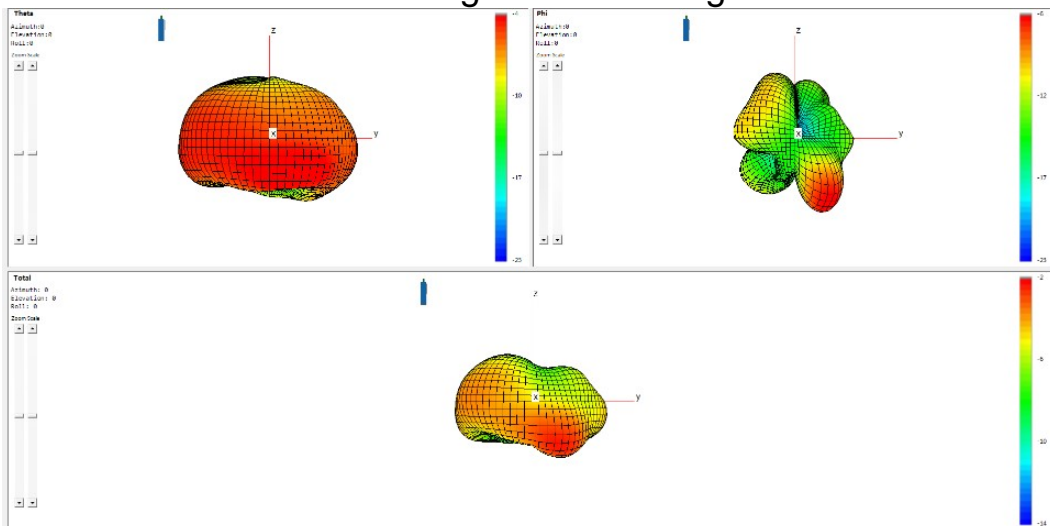 Theta
Azimuth:0
Elevation:0
Roll:0
Zoom Scale
z
x
y
-10
-17
-25
Phi
Azimuth:0
Elevation:0
Roll:0
Zoom Scale
z
x
y
-12
-17
-25
Total
Azimuth: 0
Elevation: 0
Roll: 0
Zoom Scale
z
x
y
-2
-10
-14